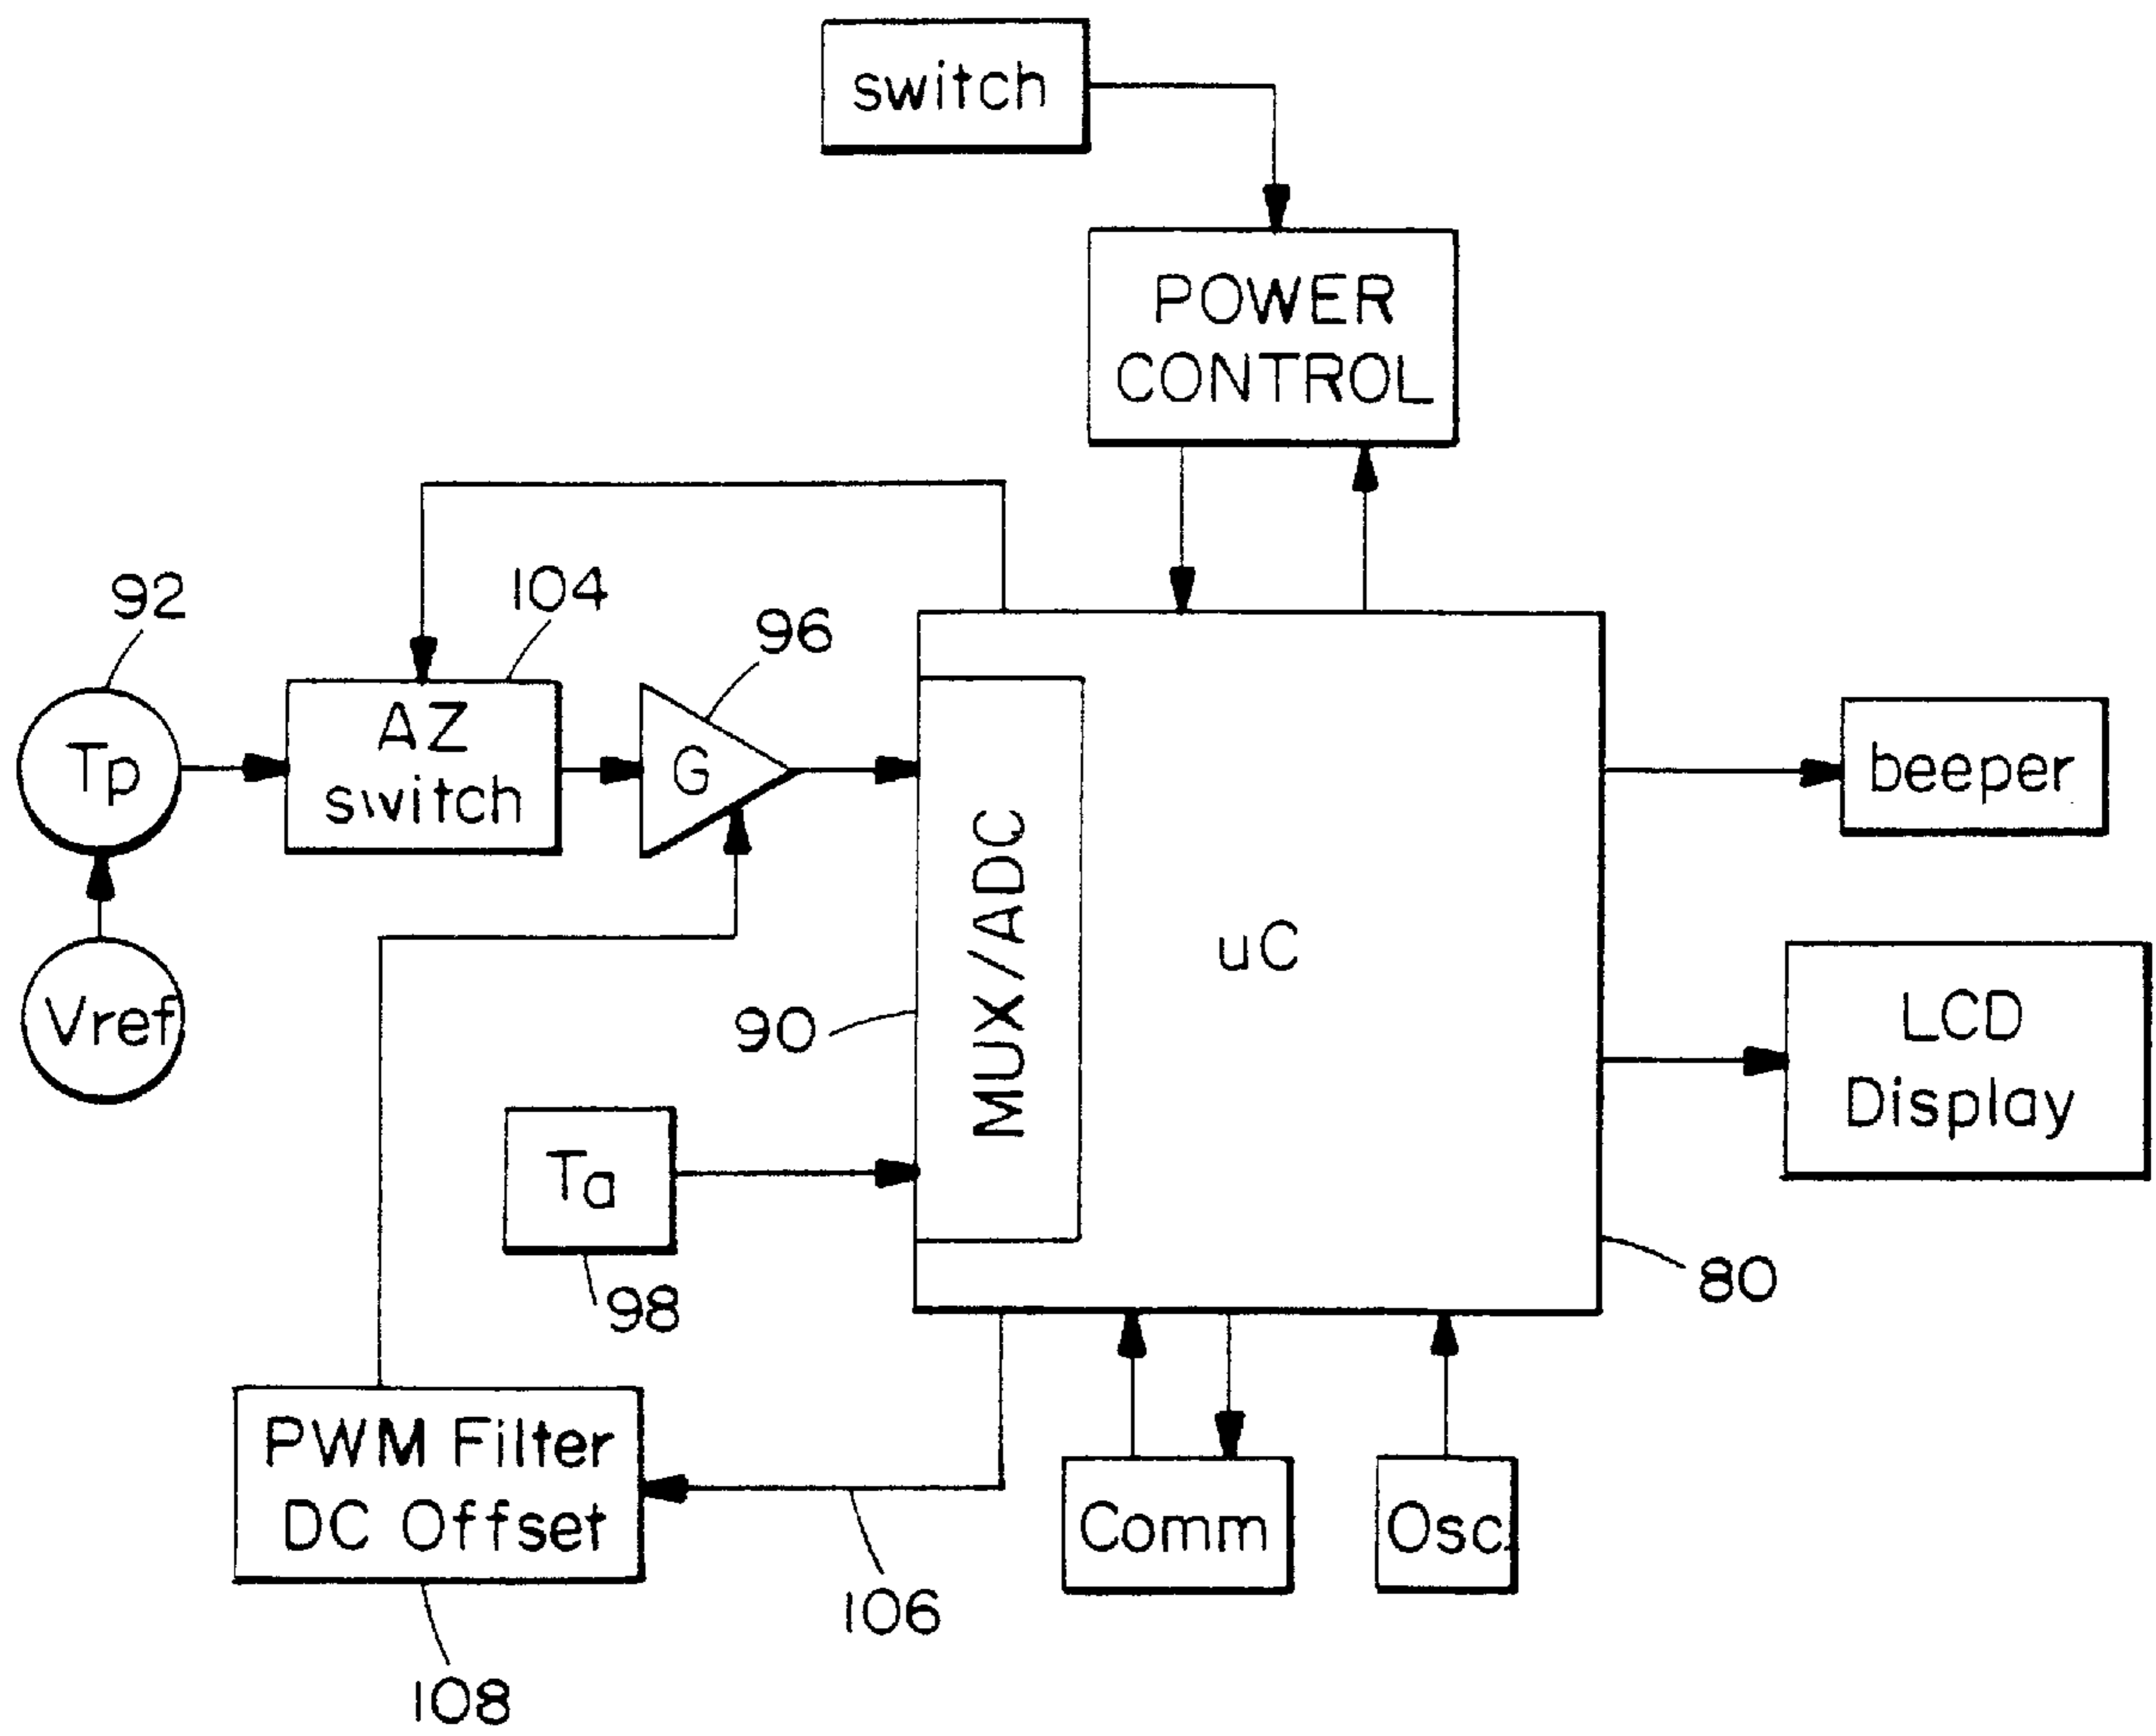 switch
POWER
CONTROL
92
104
96
Tp
AZ
switch
G
beeper
MUX/ADC
uC
Vref
90
LCD
Display
Ta
98
80
PWM Filter
DC Offset
Comm
Osc.
106
108